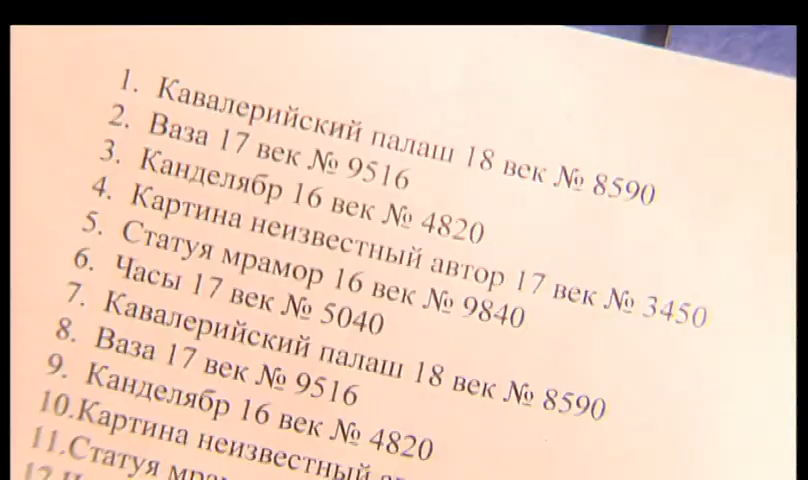 1. Кавалерийский палаш 18 век № 8590
2. Ваза 17 век № 9516
3. Канделябр 16 век № 4820
4. Картина неизвестный автор 17 век № 3450
5. Статуя мрамор 16 век № 9840
6. Часы 17 век № 5040
7. Кавалерийский палаш 18 век № 8590
8. Ваза 17 век № 9516
9. Канделябр 16 век № 4820
10.Картина неизвестный
11.Статуя
12.